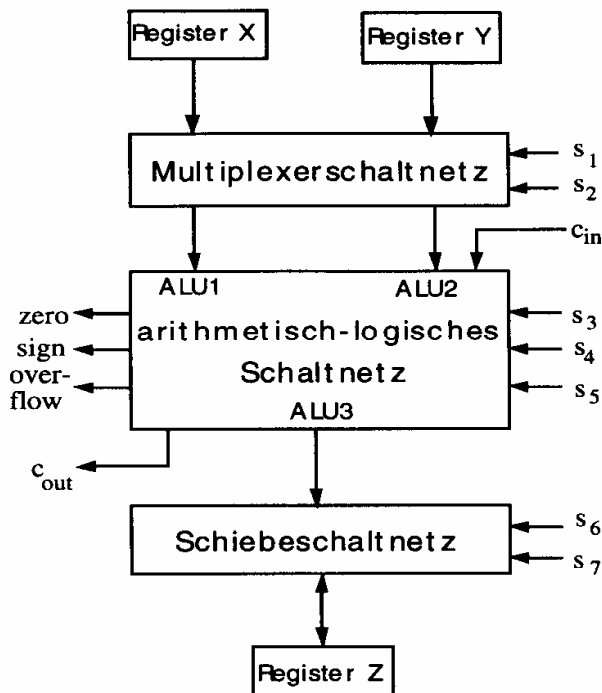 Register X
Register Y
Multiplexerschaltnetz
s1
s2
cin
ALU1
ALU2
zero
sign
over-
flow
arithmetisch-logisches
Schaltnetz
s3
s4
s5
ALU3
cout
Schiebeschaltnetz
s6
s7
Register Z